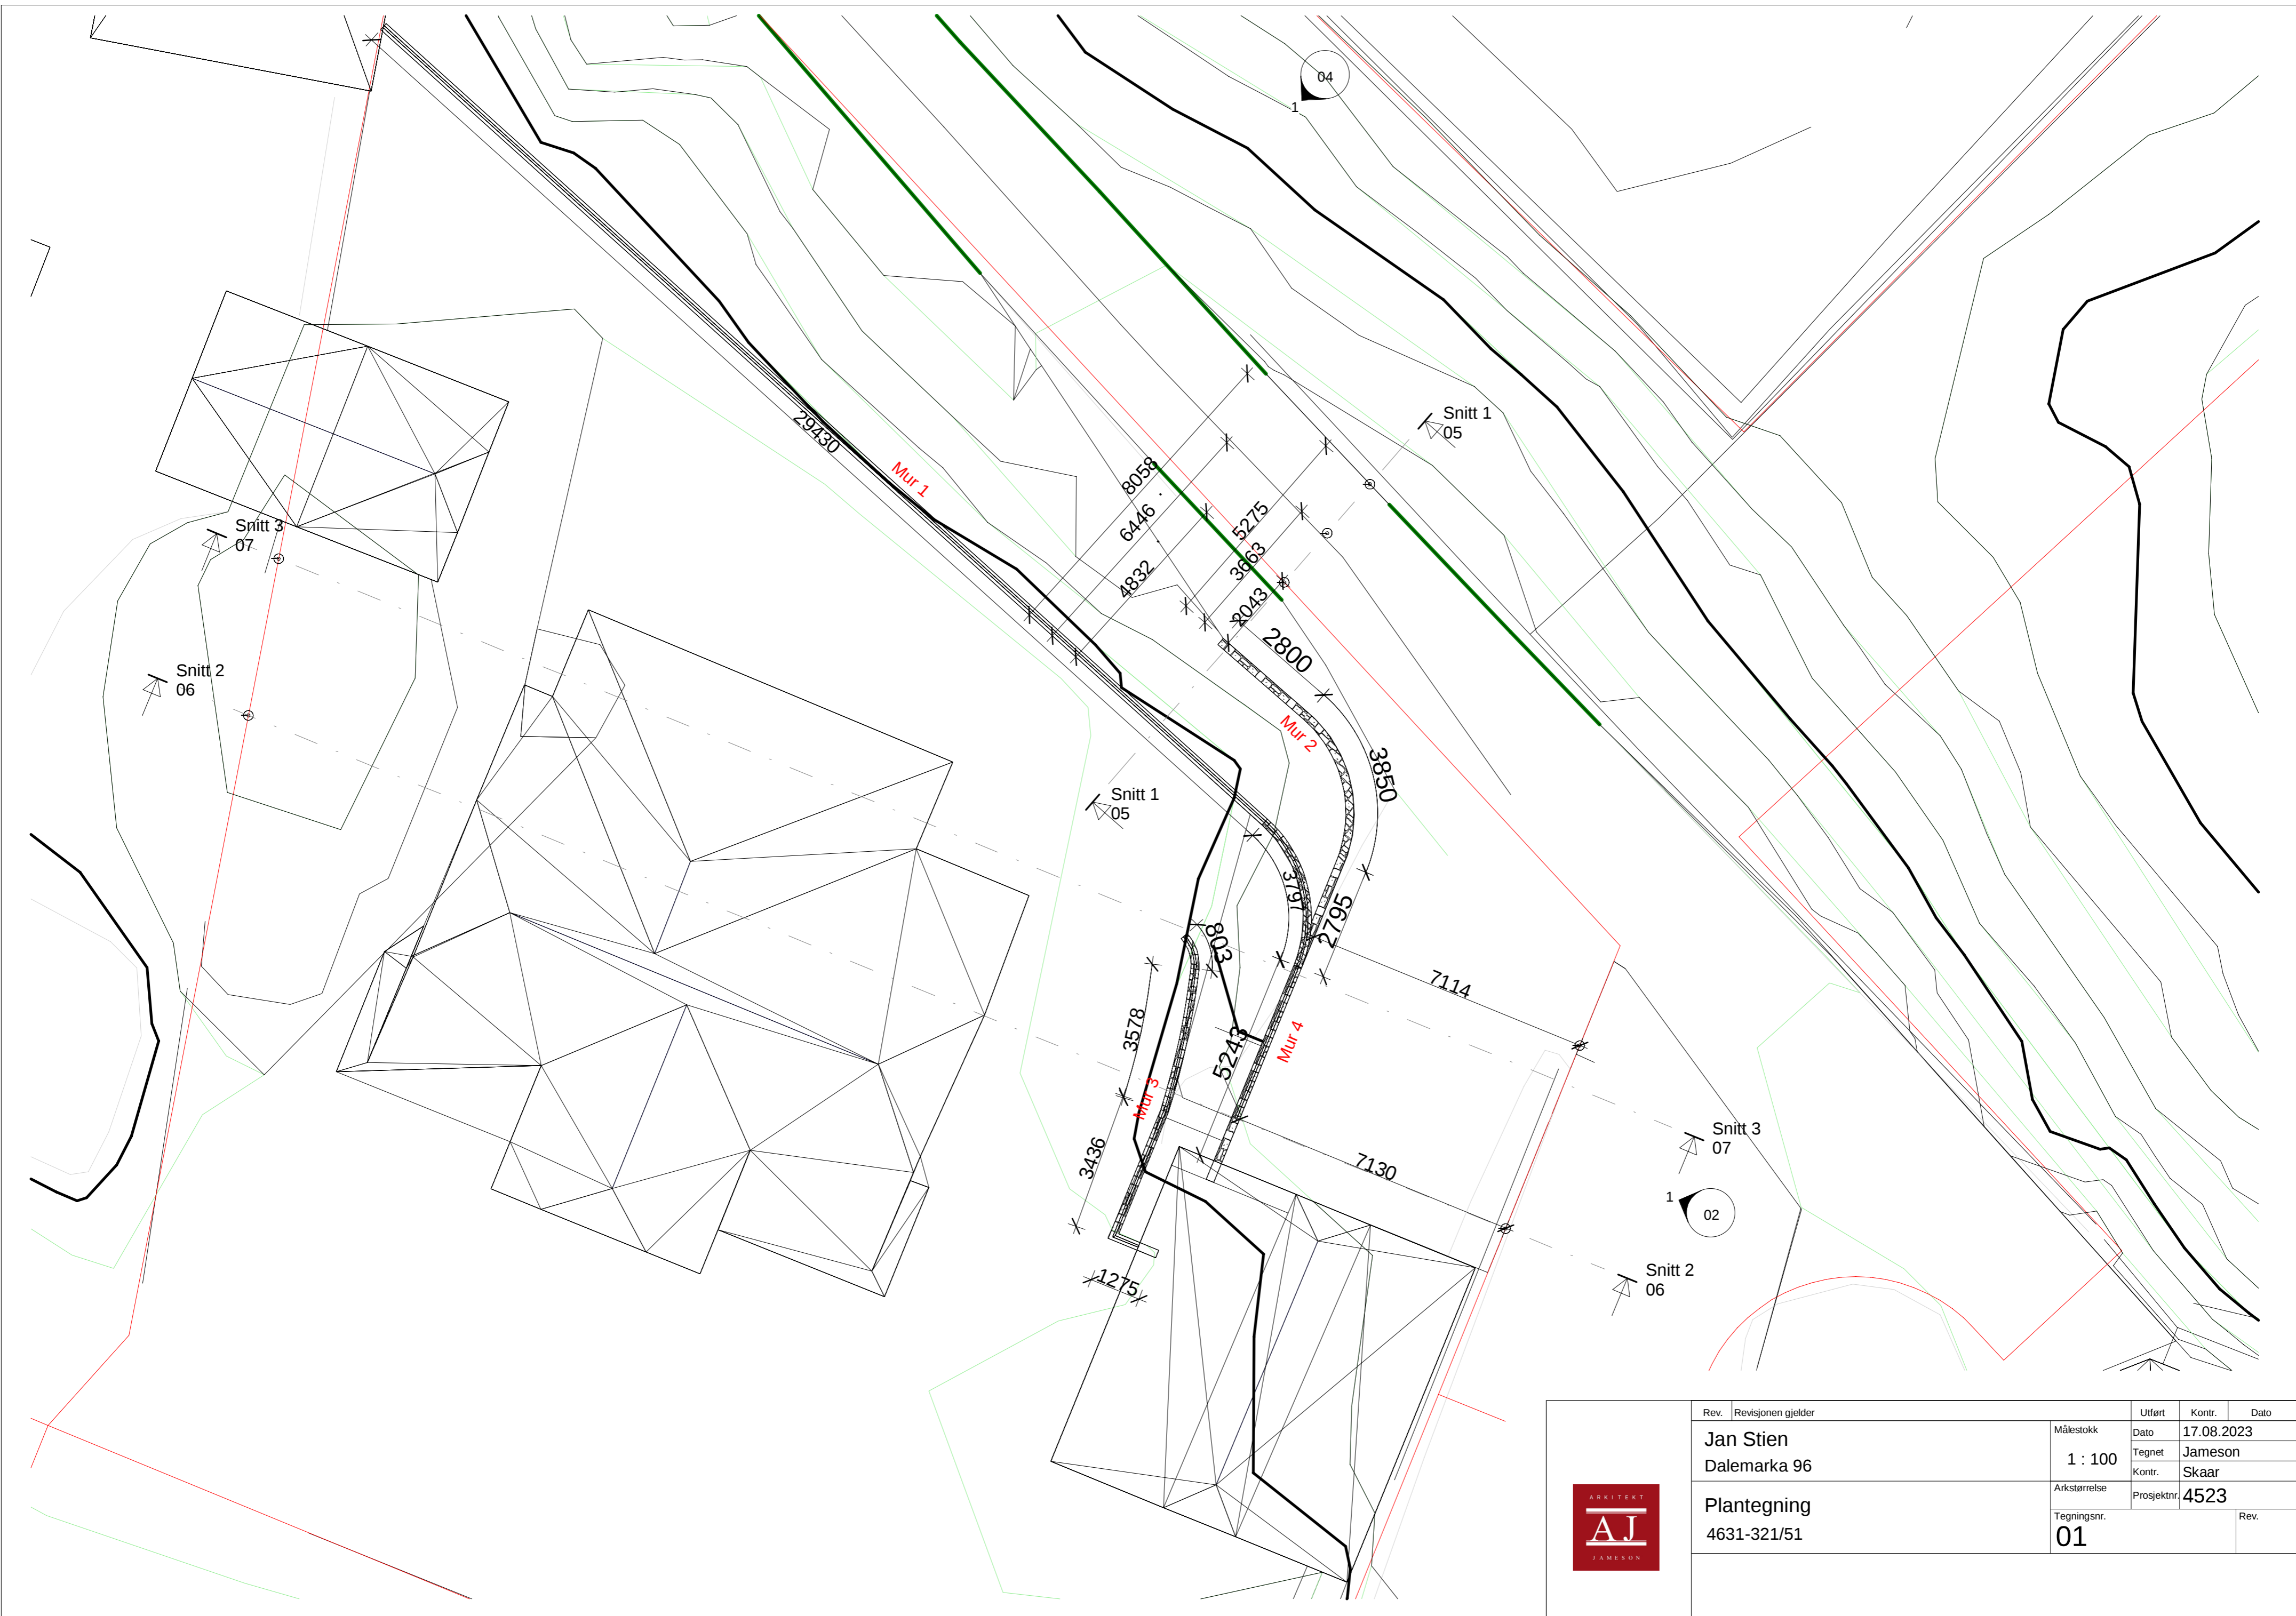 04
1
Snitt 1
05
29430
Mur 1
8058
6446
4832
5275
3663
2043
2800
Snitt 3
07
Snitt 2
06
Mur 2
3850
Snitt 1
05
3797
2795
803
7114
3578
5243
Mur 4
Mur 3
3436
7130
1275
Snitt 3
07
1
02
Snitt 2
06
Rev. Revisjonen gjelder Utført Kontr. Dato
Jan Stien
Dalemarka 96
Målestokk
1 : 100
Dato 17.08.2023
Tegnet Jameson
Kontr. Skaar
Plantegning
4631-321/51
Arkstørrelse
Prosjektnr. 4523
Tegningsnr.
01
Rev.
ARKITEKT
AJ
JAMESON